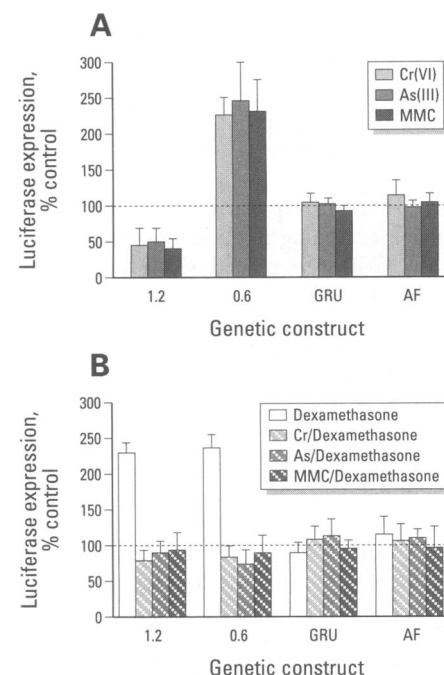 A
Luciferase expression,
% control
300
250
200
150
100
50
0
Cr(VI)
As(III)
MMC
1.2 0.6 GRU AF
Genetic construct
B
Luciferase expression,
% control
300
250
200
150
100
50
0
Dexamethasone
Cr/Dexamethasone
As/Dexamethasone
MMC/Dexamethasone
1.2 0.6 GRU AF
Genetic construct